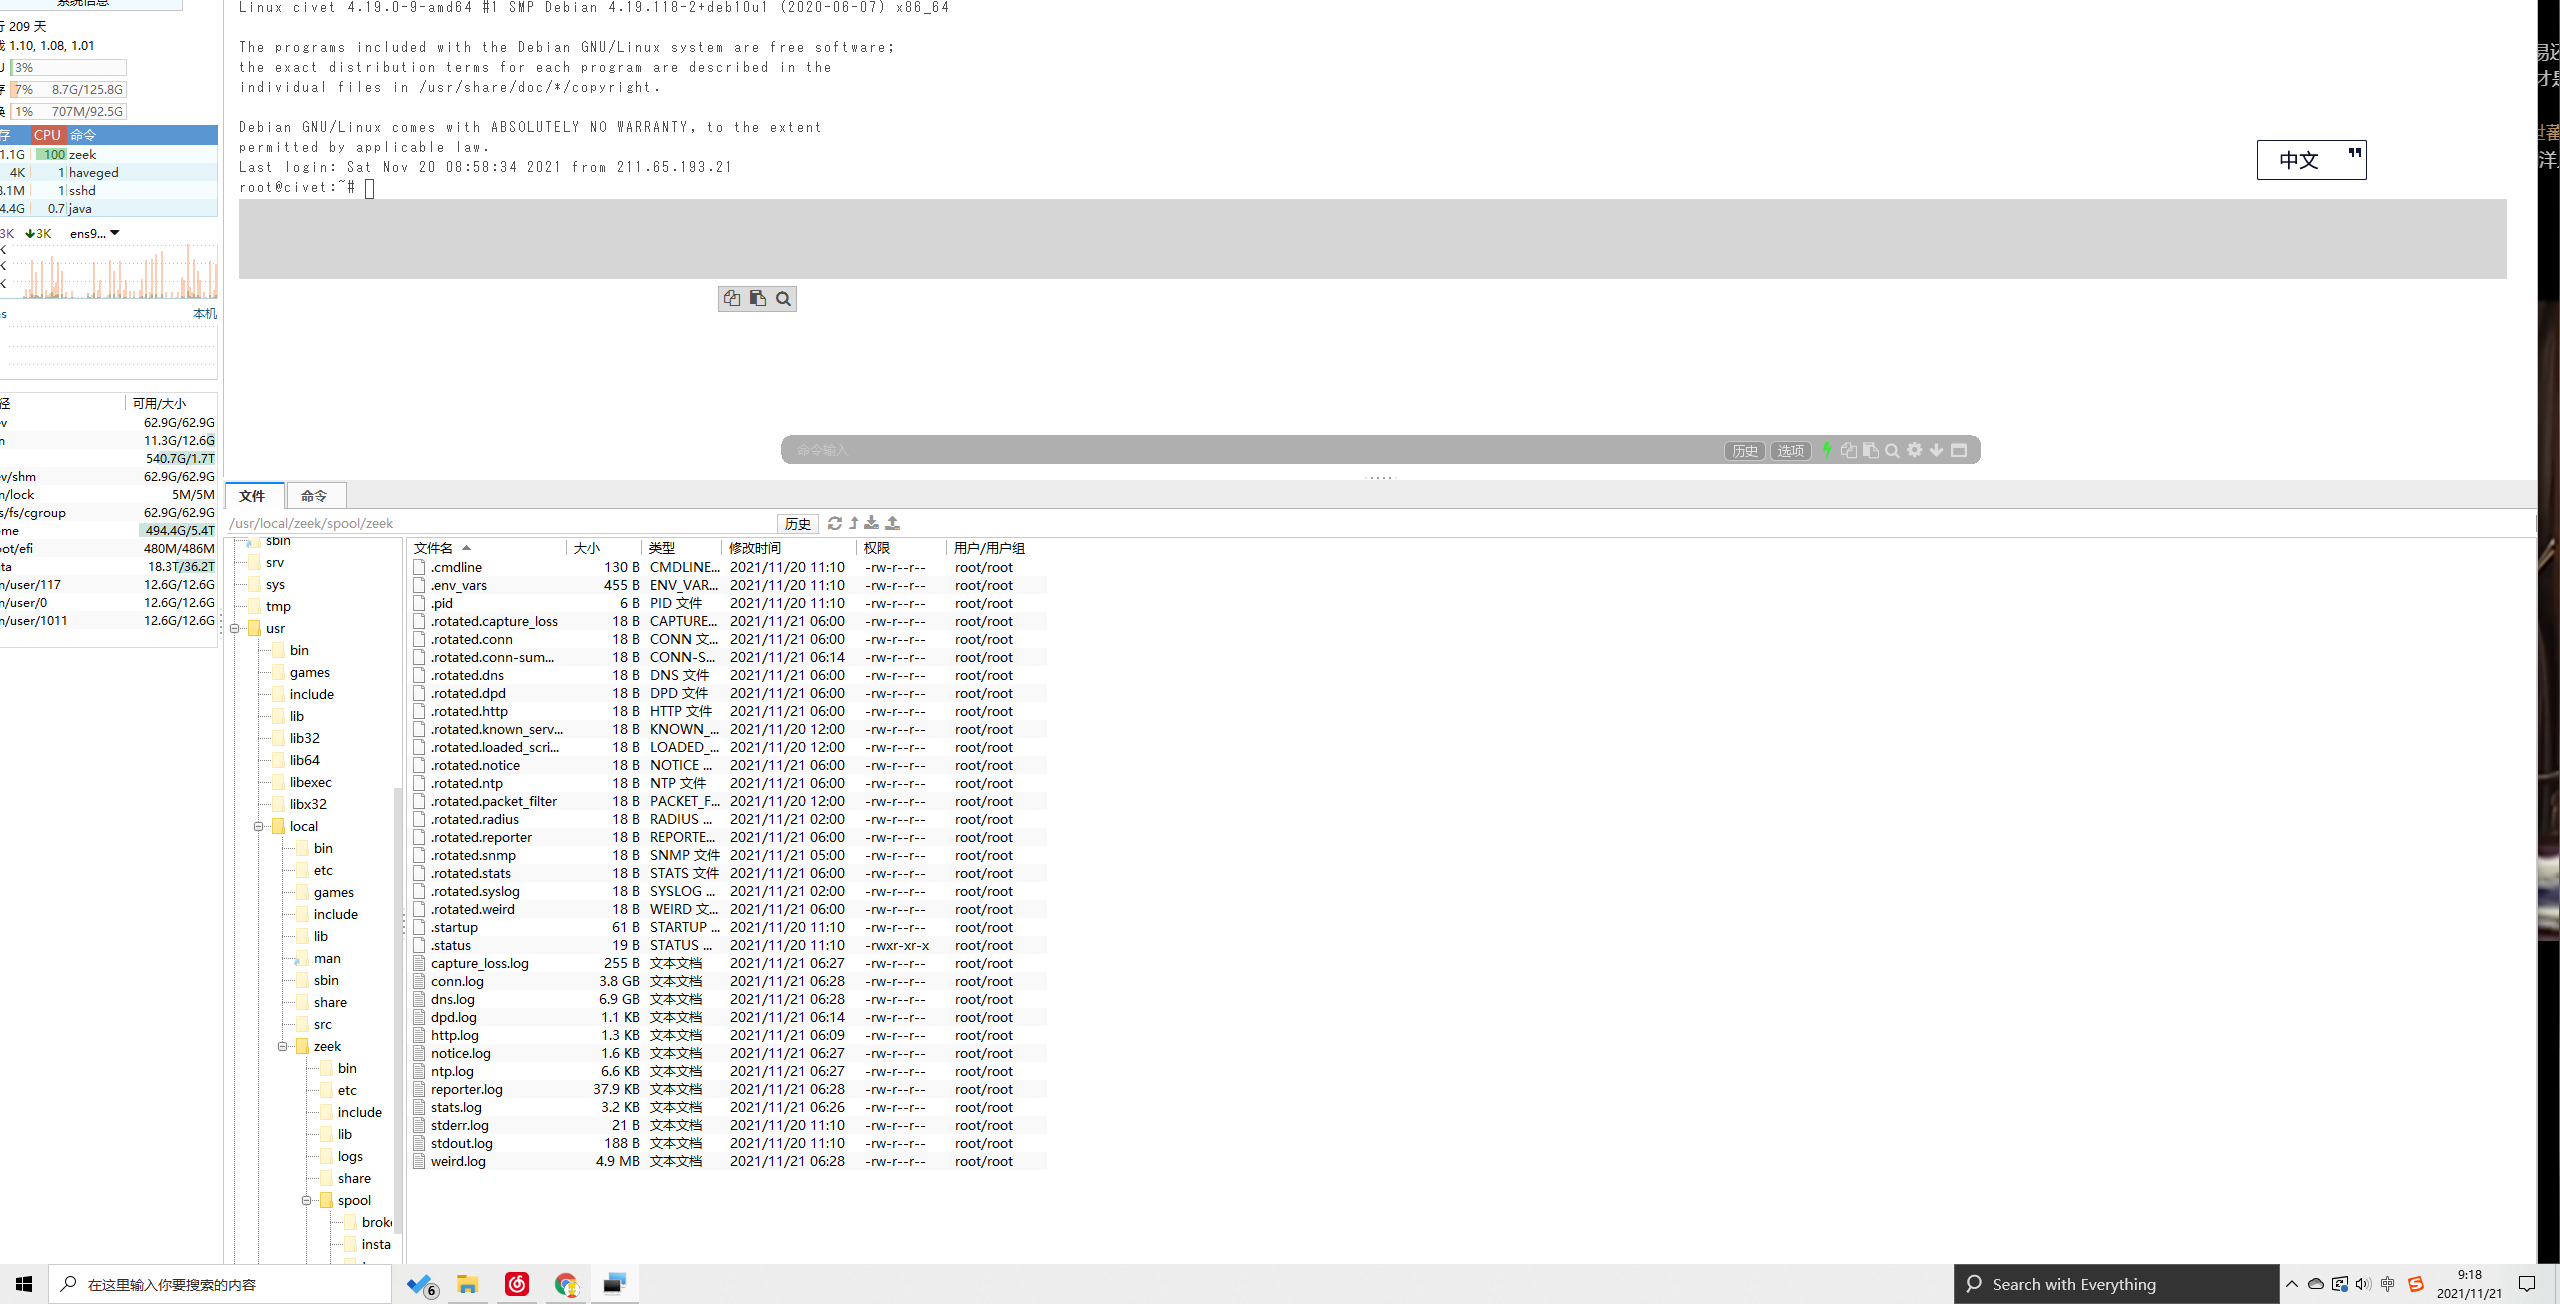 系统信息
行 209 天
1.10, 1.08, 1.01
3%
7% 8.7G/125.8G
1% 707M/92.5G
存 CPU 命令
1.1G 100 zeek
4K 1 haveged
3.1M 1 sshd
4.4G 0.7 java
3K 3K ens9...
K
K
K
本机
径 可用/大小
62.9G/62.9G
11.3G/12.6G
540.7G/1.7T
ev/shm 62.9G/62.9G
n/lock 5M/5M
s/fs/cgroup 62.9G/62.9G
ome 494.4G/5.4T
oot/efi 480M/486M
ta 18.3T/36.2T
n/user/117 12.6G/12.6G
n/user/0 12.6G/12.6G
n/user/1011 12.6G/12.6G
Linux civet 4.19.0-9-amd64 #1 SMP Debian 4.19.118-2+deb10u1 (2020-06-07) x86_64
The programs included with the Debian GNU/Linux system are free software;
the exact distribution terms for each program are described in the
individual files in /usr/share/doc/*/copyright.
Debian GNU/Linux comes with ABSOLUTELY NO WARRANTY, to the extent
permitted by applicable law.
Last login: Sat Nov 20 08:58:34 2021 from 211.65.193.21
root@civet:~#
中文
命令输入 历史 选项
文件 命令
/usr/local/zeek/spool/zeek 历史
sbin
srv
sys
tmp
usr
bin
games
include
lib
lib32
lib64
libexec
libx32
local
bin
etc
games
include
lib
man
sbin
share
src
zeek
bin
etc
include
lib
logs
share
spool
broke
insta
文件名 大小 类型 修改时间 权限 用户/用户组
.cmdline 130 B CMDLINE... 2021/11/20 11:10 -rw-r--r-- root/root
.env_vars 455 B ENV_VAR... 2021/11/20 11:10 -rw-r--r-- root/root
.pid 6 B PID 文件 2021/11/20 11:10 -rw-r--r-- root/root
.rotated.capture_loss 18 B CAPTURE... 2021/11/21 06:00 -rw-r--r-- root/root
.rotated.conn 18 B CONN 文... 2021/11/21 06:00 -rw-r--r-- root/root
.rotated.conn-sum... 18 B CONN-S... 2021/11/21 06:14 -rw-r--r-- root/root
.rotated.dns 18 B DNS 文件 2021/11/21 06:00 -rw-r--r-- root/root
.rotated.dpd 18 B DPD 文件 2021/11/21 06:00 -rw-r--r-- root/root
.rotated.http 18 B HTTP 文件 2021/11/21 06:00 -rw-r--r-- root/root
.rotated.known_serv... 18 B KNOWN_... 2021/11/20 12:00 -rw-r--r-- root/root
.rotated.loaded_scri... 18 B LOADED_... 2021/11/20 12:00 -rw-r--r-- root/root
.rotated.notice 18 B NOTICE ... 2021/11/21 06:00 -rw-r--r-- root/root
.rotated.ntp 18 B NTP 文件 2021/11/21 06:00 -rw-r--r-- root/root
.rotated.packet_filter 18 B PACKET_F... 2021/11/20 12:00 -rw-r--r-- root/root
.rotated.radius 18 B RADIUS ... 2021/11/21 02:00 -rw-r--r-- root/root
.rotated.reporter 18 B REPORTE... 2021/11/21 06:00 -rw-r--r-- root/root
.rotated.snmp 18 B SNMP 文件 2021/11/21 05:00 -rw-r--r-- root/root
.rotated.stats 18 B STATS 文件 2021/11/21 06:00 -rw-r--r-- root/root
.rotated.syslog 18 B SYSLOG ... 2021/11/21 02:00 -rw-r--r-- root/root
.rotated.weird 18 B WEIRD 文... 2021/11/21 06:00 -rw-r--r-- root/root
.startup 61 B STARTUP ... 2021/11/20 11:10 -rw-r--r-- root/root
.status 19 B STATUS ... 2021/11/20 11:10 -rwxr-xr-x root/root
capture_loss.log 255 B 文本文档 2021/11/21 06:27 -rw-r--r-- root/root
conn.log 3.8 GB 文本文档 2021/11/21 06:28 -rw-r--r-- root/root
dns.log 6.9 GB 文本文档 2021/11/21 06:28 -rw-r--r-- root/root
dpd.log 1.1 KB 文本文档 2021/11/21 06:14 -rw-r--r-- root/root
http.log 1.3 KB 文本文档 2021/11/21 06:09 -rw-r--r-- root/root
notice.log 1.6 KB 文本文档 2021/11/21 06:27 -rw-r--r-- root/root
ntp.log 6.6 KB 文本文档 2021/11/21 06:27 -rw-r--r-- root/root
reporter.log 37.9 KB 文本文档 2021/11/21 06:28 -rw-r--r-- root/root
stats.log 3.2 KB 文本文档 2021/11/21 06:26 -rw-r--r-- root/root
stderr.log 21 B 文本文档 2021/11/20 11:10 -rw-r--r-- root/root
stdout.log 188 B 文本文档 2021/11/20 11:10 -rw-r--r-- root/root
weird.log 4.9 MB 文本文档 2021/11/21 06:28 -rw-r--r-- root/root
在这里输入你要搜索的内容
6
Search with Everything
中
9:18
2021/11/21